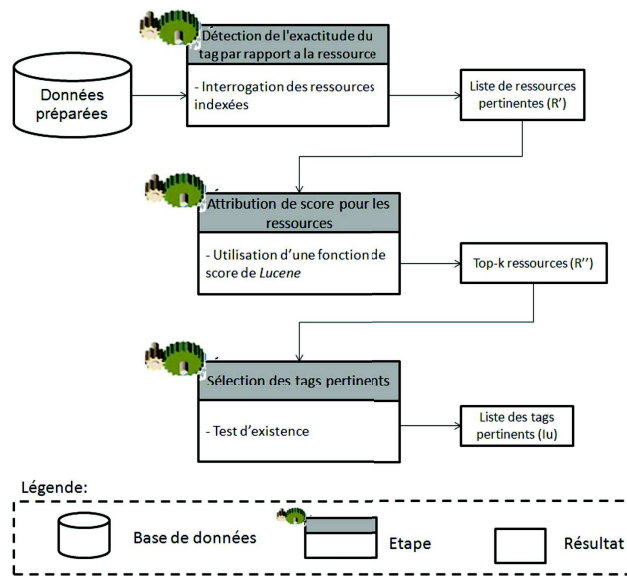 Détection de l'exactitude du
tag par rapport a la ressource
- Interrogation des ressources
indexées
Données
préparées
Liste de ressources
pertinentes (R')
Attribution de score pour les
ressources
- Utilisation d'une fonction de
score de Lucene
Top-k ressources (R'')
Sélection des tags pertinents
- Test d'existence
Liste des tags
pertinents (Iu)
Légende:
Base de données
Etape
Résultat